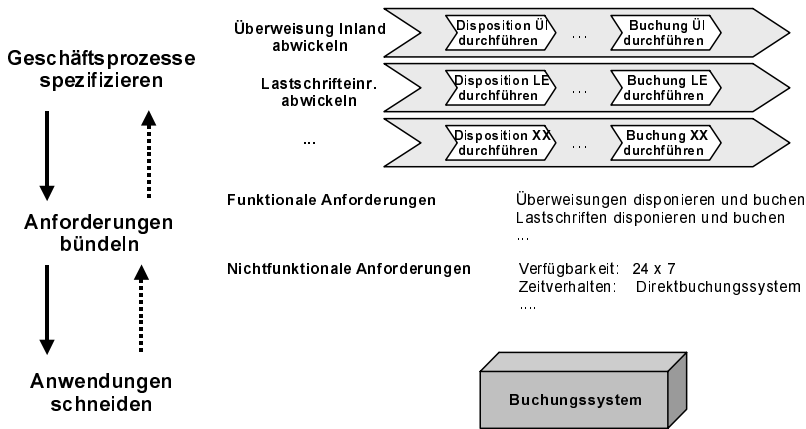 Geschäftsprozesse
spezifizieren
Überweisung Inland
abwickeln
Disposition ÜI
durchführen
...
Buchung ÜI
durchführen
Lastschrifteinr.
abwickeln
Disposition LE
durchführen
...
Buchung LE
durchführen
...
Disposition XX
durchführen
...
Buchung XX
durchführen
Anforderungen
bündeln
Funktionale Anforderungen
Überweisungen disponieren und buchen
Lastschriften disponieren und buchen
...
Nichtfunktionale Anforderungen
Verfügbarkeit: 24 x 7
Zeitverhalten: Direktbuchungssystem
....
Anwendungen
schneiden
Buchungssystem